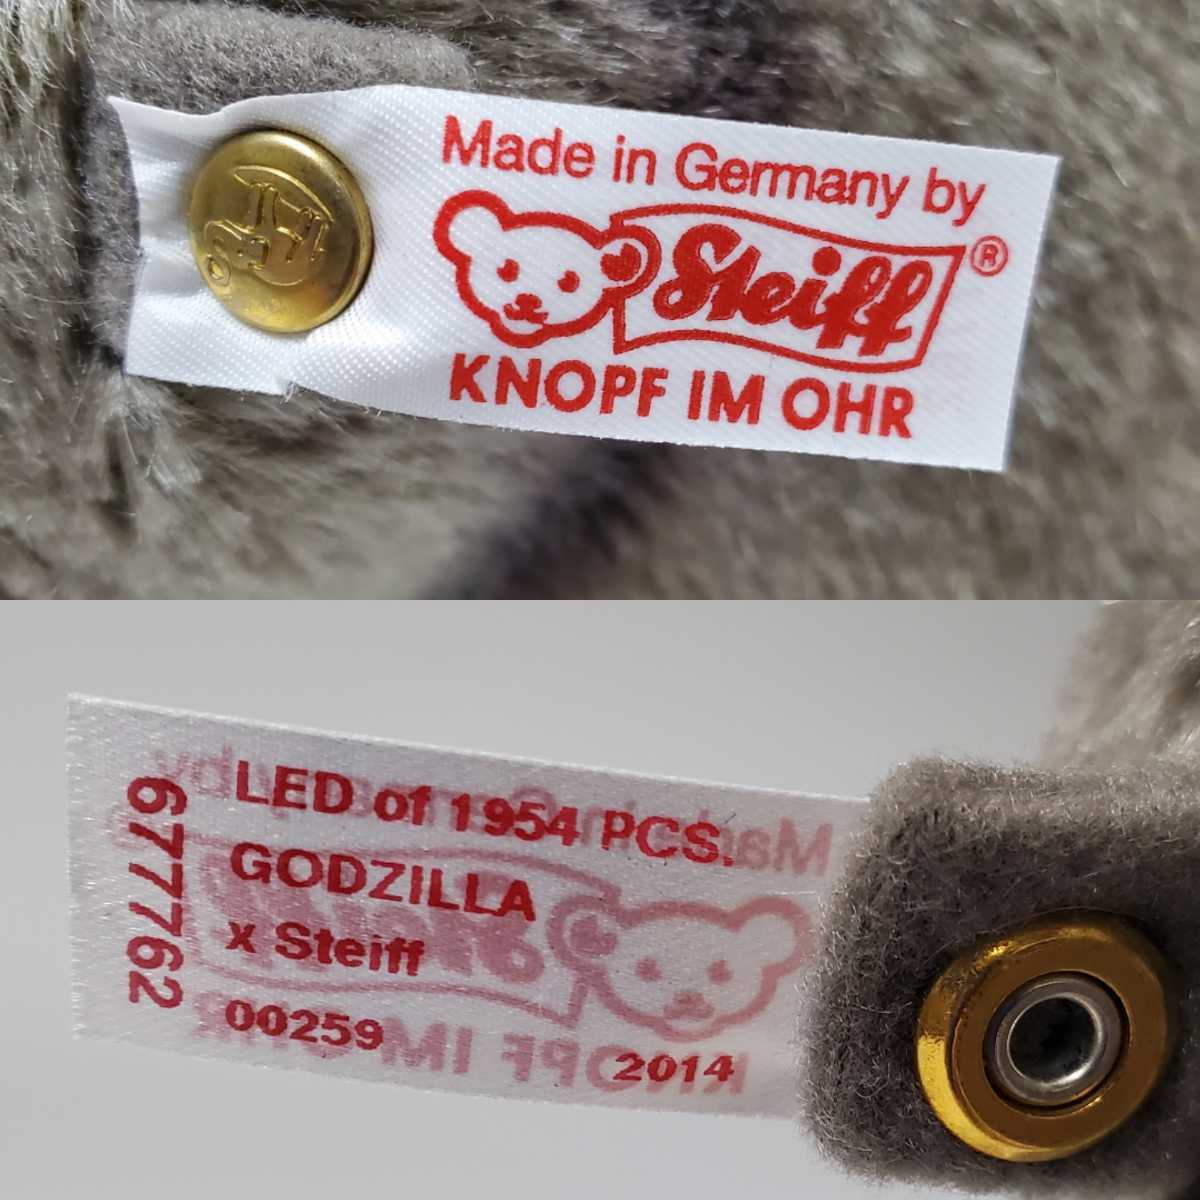 Made in Germany by
Steiff®
KNOPF IM OHR
LED of 1954 PCS.
GODZILLA
x Steiff
00259
2014
677762